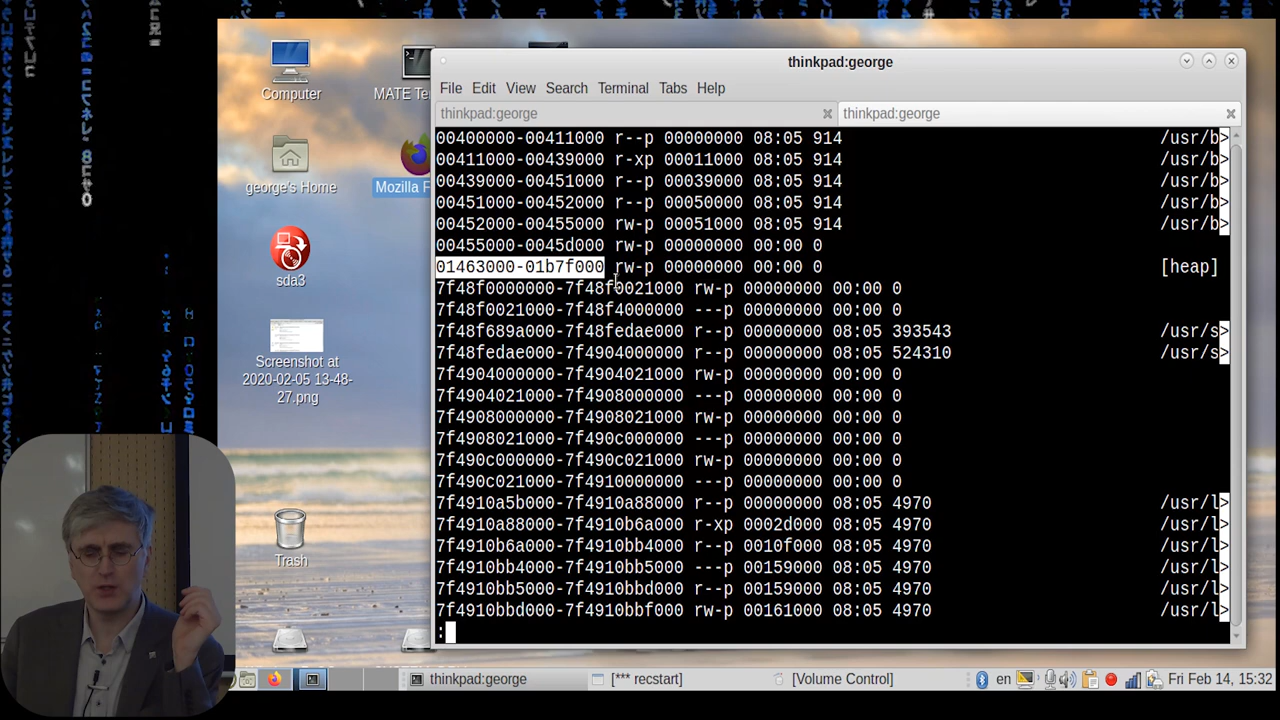 thinkpad:george
File Edit View Search Terminal Tabs Help
thinkpad:george
thinkpad:george
00400000-00411000 r--p 00000000 08:05 914 /usr/b>
00411000-00439000 r-xp 00011000 08:05 914 /usr/b>
00439000-00451000 r--p 00039000 08:05 914 /usr/b>
00451000-00452000 r--p 00050000 08:05 914 /usr/b>
00452000-00455000 rw-p 00051000 08:05 914 /usr/b>
00455000-0045d000 rw-p 00000000 00:00 0
01463000-01b7f000 rw-p 00000000 00:00 0 [heap]
7f48f0000000-7f48f0021000 rw-p 00000000 00:00 0
7f48f0021000-7f48f4000000 ---p 00000000 00:00 0
7f48f689a000-7f48fedae000 r--p 00000000 08:05 393543 /usr/s>
7f48fedae000-7f4904000000 r--p 00000000 08:05 524310 /usr/s>
7f4904000000-7f4904021000 rw-p 00000000 00:00 0
7f4904021000-7f4908000000 ---p 00000000 00:00 0
7f4908000000-7f4908021000 rw-p 00000000 00:00 0
7f4908021000-7f490c000000 ---p 00000000 00:00 0
7f490c000000-7f490c021000 rw-p 00000000 00:00 0
7f490c021000-7f4910000000 ---p 00000000 00:00 0
7f4910a5b000-7f4910a88000 r--p 00000000 08:05 4970 /usr/l>
7f4910a88000-7f4910b6a000 r-xp 0002d000 08:05 4970 /usr/l>
7f4910b6a000-7f4910bb4000 r--p 0010f000 08:05 4970 /usr/l>
7f4910bb4000-7f4910bb5000 ---p 00159000 08:05 4970 /usr/l>
7f4910bb5000-7f4910bbd000 r--p 00159000 08:05 4970 /usr/l>
7f4910bbd000-7f4910bbf000 rw-p 00161000 08:05 4970 /usr/l>
:
Computer
MATE Te
george's Home
Mozilla F
sda3
Screenshot at
2020-02-05 13-48-
27.png
Trash
thinkpad:george
[*** recstart]
[Volume Control]
en
Fri Feb 14, 15:32